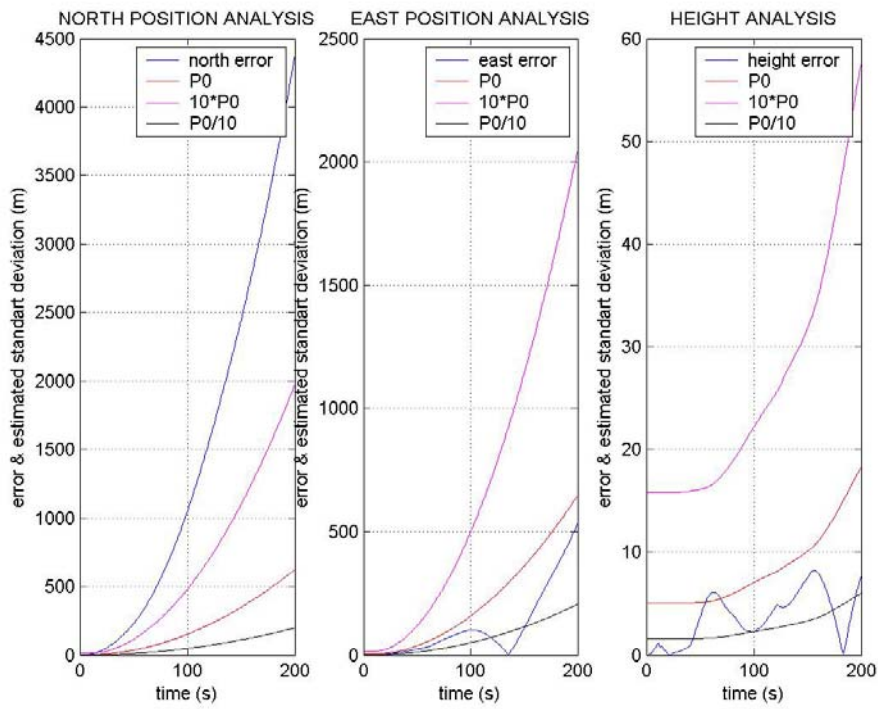 NORTH POSITION ANALYSIS
error & estimated standart deviation (m)
4500
4000
3500
3000
2500
2000
1500
1000
500
0
north error
P0
10*P0
P0/10
0
100
200
time (s)
EAST POSITION ANALYSIS
error & estimated standart deviation (m)
2500
2000
1500
1000
500
0
east error
P0
10*P0
P0/10
0
100
200
time (s)
HEIGHT ANALYSIS
error & estimated standart deviation (m)
60
50
40
30
20
10
0
height error
P0
10*P0
P0/10
0
100
200
time (s)